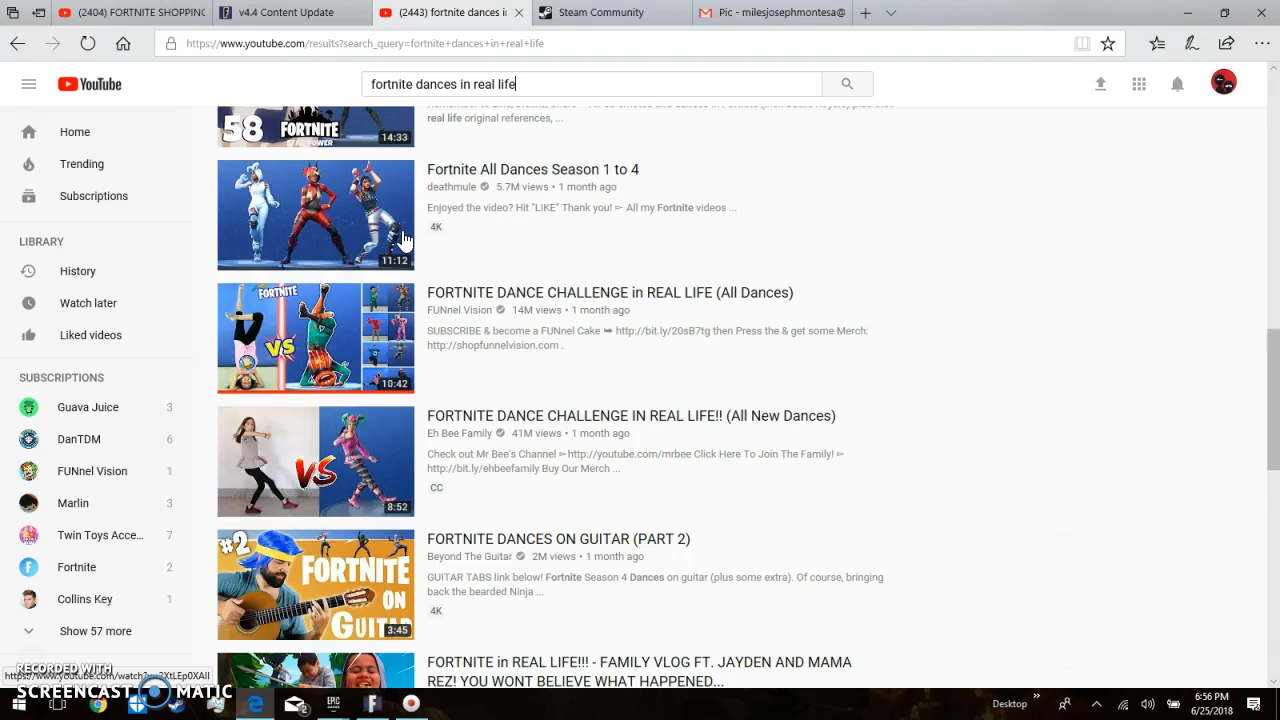 (2443) FORTNITE SHOPPING
v4.4 Content Update
(2443) fortnite d
Steam Community
Pic - milesjosephmontesa@
https://www.youtube.com/results?search_query=fortnite+dances+in+real+life
YouTube
fortnite dances in real life
Home
Trending
Subscriptions
LIBRARY
History
Watch later
Liked videos
SUBSCRIPTIONS
Guava Juice 3
DanTDM 6
FUNnel Vision 1
Marlin 3
Twin Toys Acce... 7
Fortnite 2
Collins Key 1
Show 57 more
58 FORTNITE
14:33
real life original references, ...
Fortnite All Dances Season 1 to 4
deathmule 5.7M views • 1 month ago
Enjoyed the video? Hit "LIKE" Thank you! ➳ All my Fortnite videos ...
4K
11:12
FORTNITE DANCE CHALLENGE in REAL LIFE (All Dances)
FUNnel Vision 14M views • 1 month ago
SUBSCRIBE & become a FUNnel Cake ➥ http://bit.ly/20sB7tg then Press the & get some Merch:
http://shopfunnelvision.com .
FORTNITE
VS
10:42
FORTNITE DANCE CHALLENGE IN REAL LIFE!! (All New Dances)
Eh Bee Family 41M views • 1 month ago
Check out Mr Bee's Channel ➳http://youtube.com/mrbee Click Here To Join The Family! ➳
http://bit.ly/ehbeefamily Buy Our Merch ...
CC
VS
8:52
FORTNITE DANCES ON GUITAR (PART 2)
Beyond The Guitar 2M views • 1 month ago
GUITAR TABS link below! Fortnite Season 4 Dances on guitar (plus some extra). Of course, bringing
back the bearded Ninja ...
4K
#2
FORTNITE
ON
GUITAR
3:45
FORTNITE in REAL LIFE!!! - FAMILY VLOG FT. JAYDEN AND MAMA
REZ! YOU WONT BELIEVE WHAT HAPPENED...
RECORDED WITH
SCREENCAST MATIC
2
EPIC
Desktop
»
6:56 PM
6/25/2018